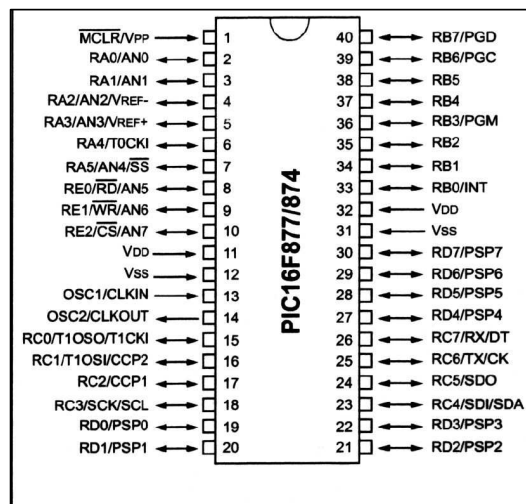 MCLR/VPP 1 40 RB7/PGD
RA0/AN0 2 39 RB6/PGC
RA1/AN1 3 38 RB5
RA2/AN2/VREF- 4 37 RB4
RA3/AN3/VREF+ 5 36 RB3/PGM
RA4/T0CKI 6 35 RB2
RA5/AN4/SS 7 34 RB1
RE0/RD/AN5 8 33 RB0/INT
RE1/WR/AN6 9 32 VDD
RE2/CS/AN7 10 31 VSS
VDD 11 30 RD7/PSP7
VSS 12 29 RD6/PSP6
OSC1/CLKIN 13 28 RD5/PSP5
OSC2/CLKOUT 14 27 RD4/PSP4
RC0/T1OSO/T1CKI 15 26 RC7/RX/DT
RC1/T1OSI/CCP2 16 25 RC6/TX/CK
RC2/CCP1 17 24 RC5/SDO
RC3/SCK/SCL 18 23 RC4/SDI/SDA
RD0/PSP0 19 22 RD3/PSP3
RD1/PSP1 20 21 RD2/PSP2
PIC16F877/874